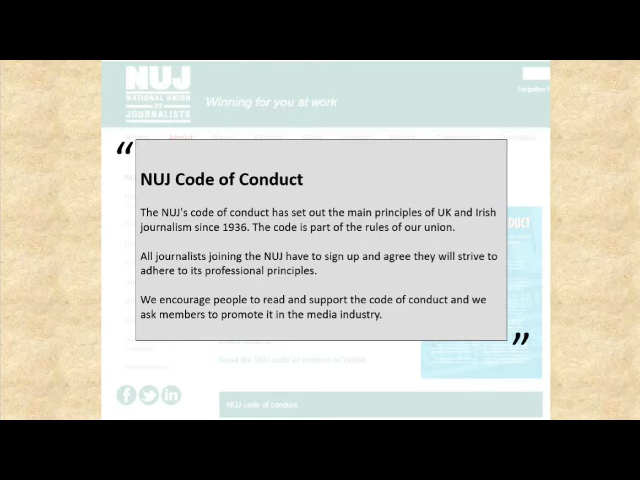 NUJ
NATIONAL UNION
OF
JOURNALISTS
Winning for you at work
About
“
NUJ Code of Conduct
The NUJ's code of conduct has set out the main principles of UK and Irish
journalism since 1936. The code is part of the rules of our union.
All journalists joining the NUJ have to sign up and agree they will strive to
adhere to its professional principles.
We encourage people to read and support the code of conduct and we
ask members to promote it in the media industry.
”
NUJ code of conduct